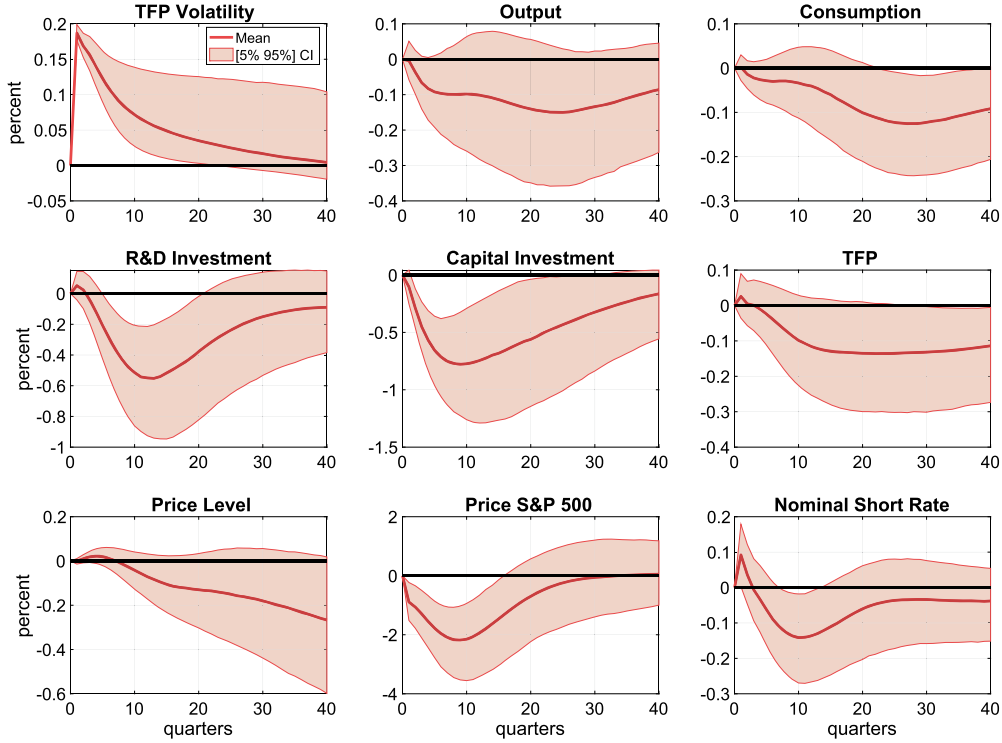 TFP Volatility
0.2
0.15
0.1
0.05
0
-0.05
percent
0 10 20 30 40
Mean
[5% 95%] CI
Output
0.1
0
-0.1
-0.2
-0.3
-0.4
0 10 20 30 40
Consumption
0.1
0
-0.1
-0.2
-0.3
0 10 20 30 40
R&D Investment
0
-0.2
-0.4
-0.6
-0.8
-1
percent
0 10 20 30 40
Capital Investment
0
-0.5
-1
-1.5
0 10 20 30 40
TFP
0.1
0
-0.1
-0.2
-0.3
-0.4
0 10 20 30 40
Price Level
0.2
0
-0.2
-0.4
-0.6
percent
0 10 20 30 40
quarters
Price S&P 500
2
0
-2
-4
0 10 20 30 40
quarters
Nominal Short Rate
0.2
0.1
0
-0.1
-0.2
-0.3
0 10 20 30 40
quarters